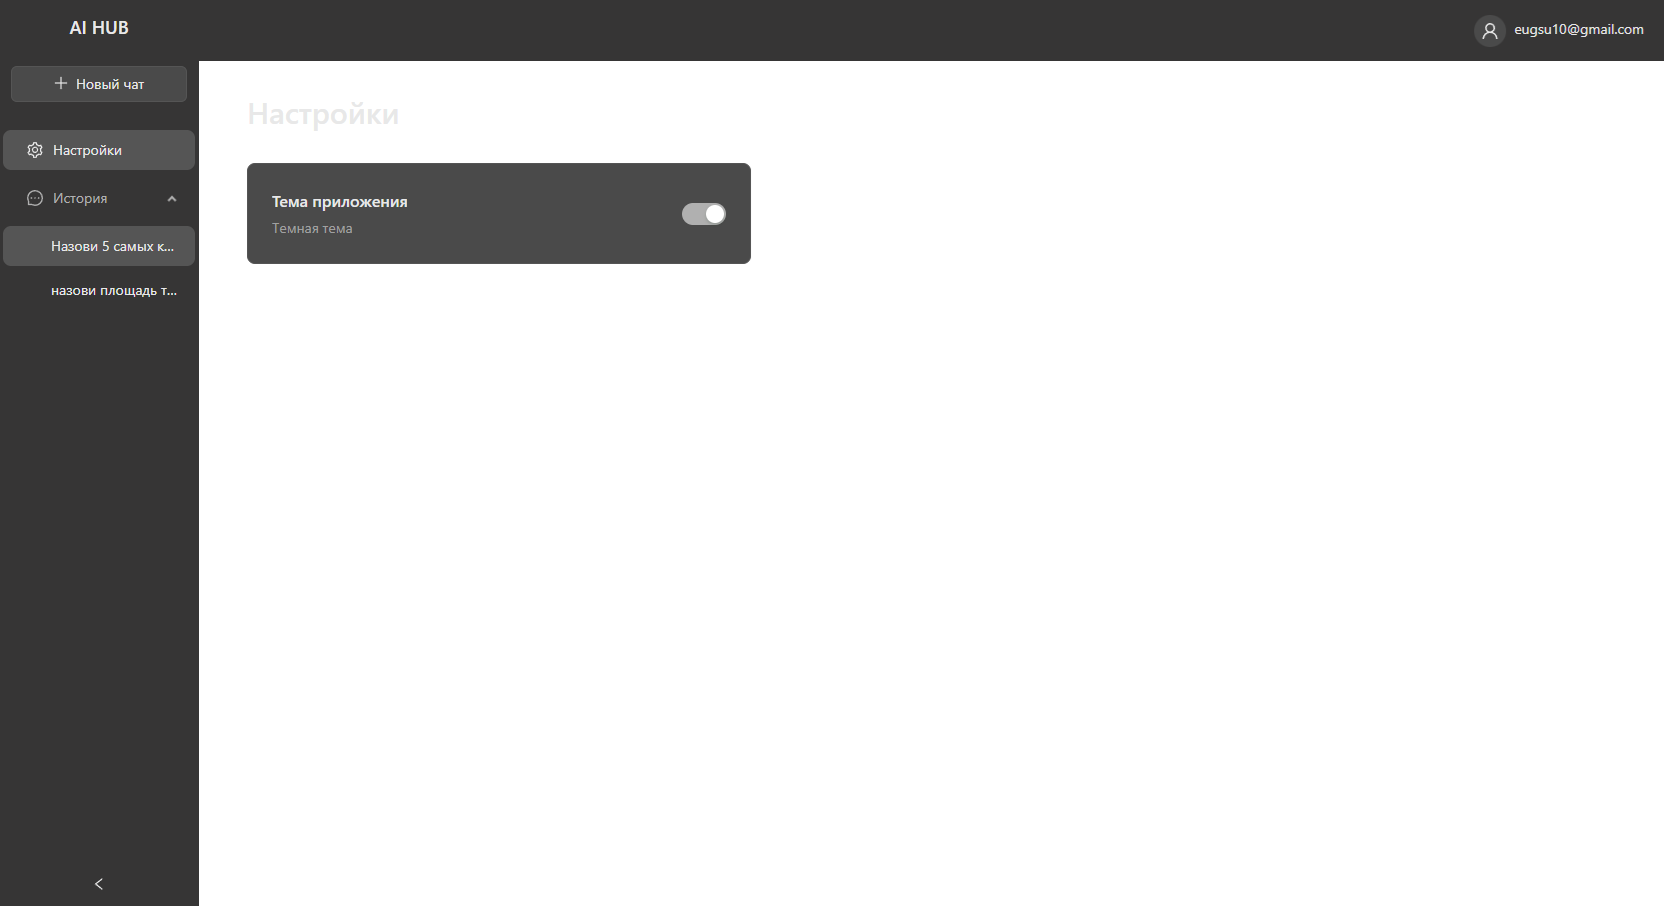 AI HUB
eugsu10@gmail.com
Новый чат
Настройки
История
Назови 5 самых к...
назови площадь т...
Настройки
Тема приложения
Темная тема